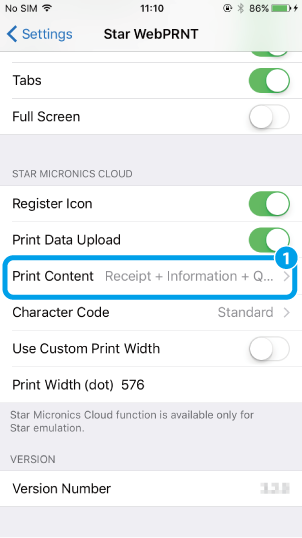 No SIM 11:10 86%
Settings Star WebPRNT
Tabs
Full Screen
STAR MICRONICS CLOUD
Register Icon
Print Data Upload
1
Print Content Receipt + Information + Q...
Character Code Standard
Use Custom Print Width
Print Width (dot) 576
Star Micronics Cloud function is available only for
Star emulation.
VERSION
Version Number